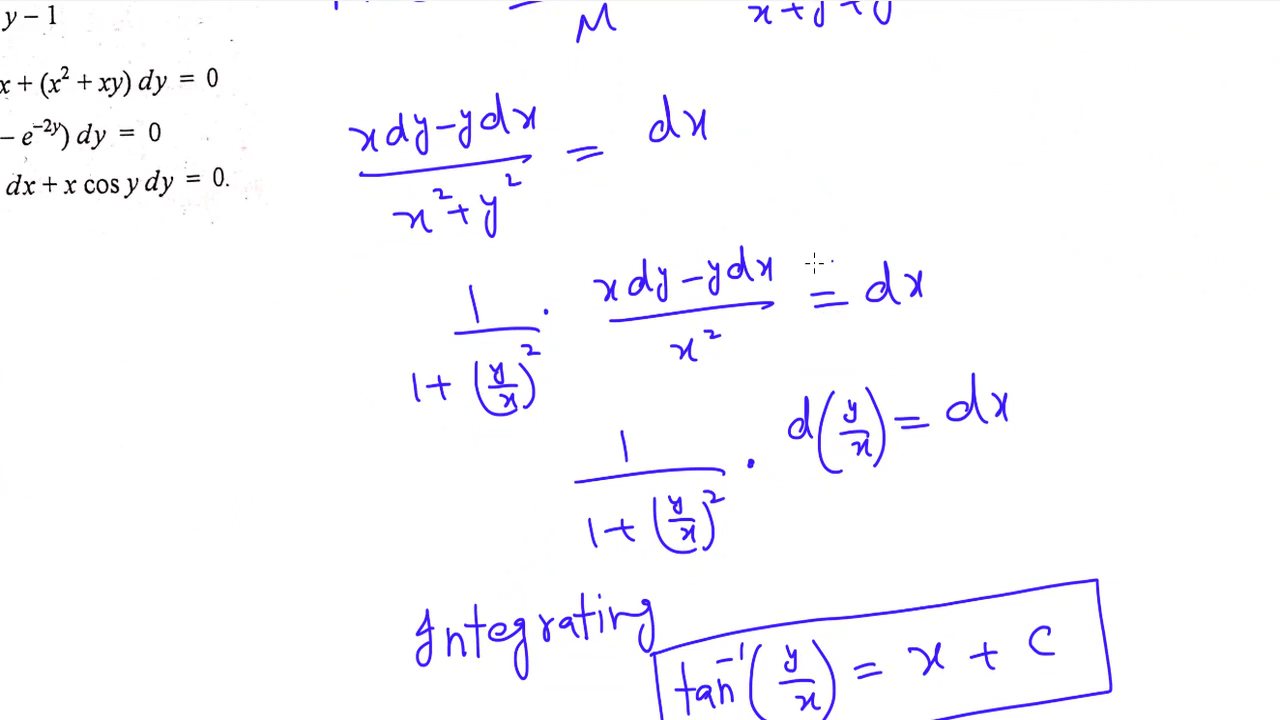 y − 1
x + (x² + xy) dy = 0
− e⁻²ʸ) dy = 0
dx + x cos y dy = 0.
M
x + y + y
(x dy − y dx)/(x² + y²) = dx
1/(1 + (y/x)²) · (x dy − y dx)/x² = dx
1/(1 + (y/x)²) · d(y/x) = dx
Integrating
tan⁻¹(y/x) = x + C